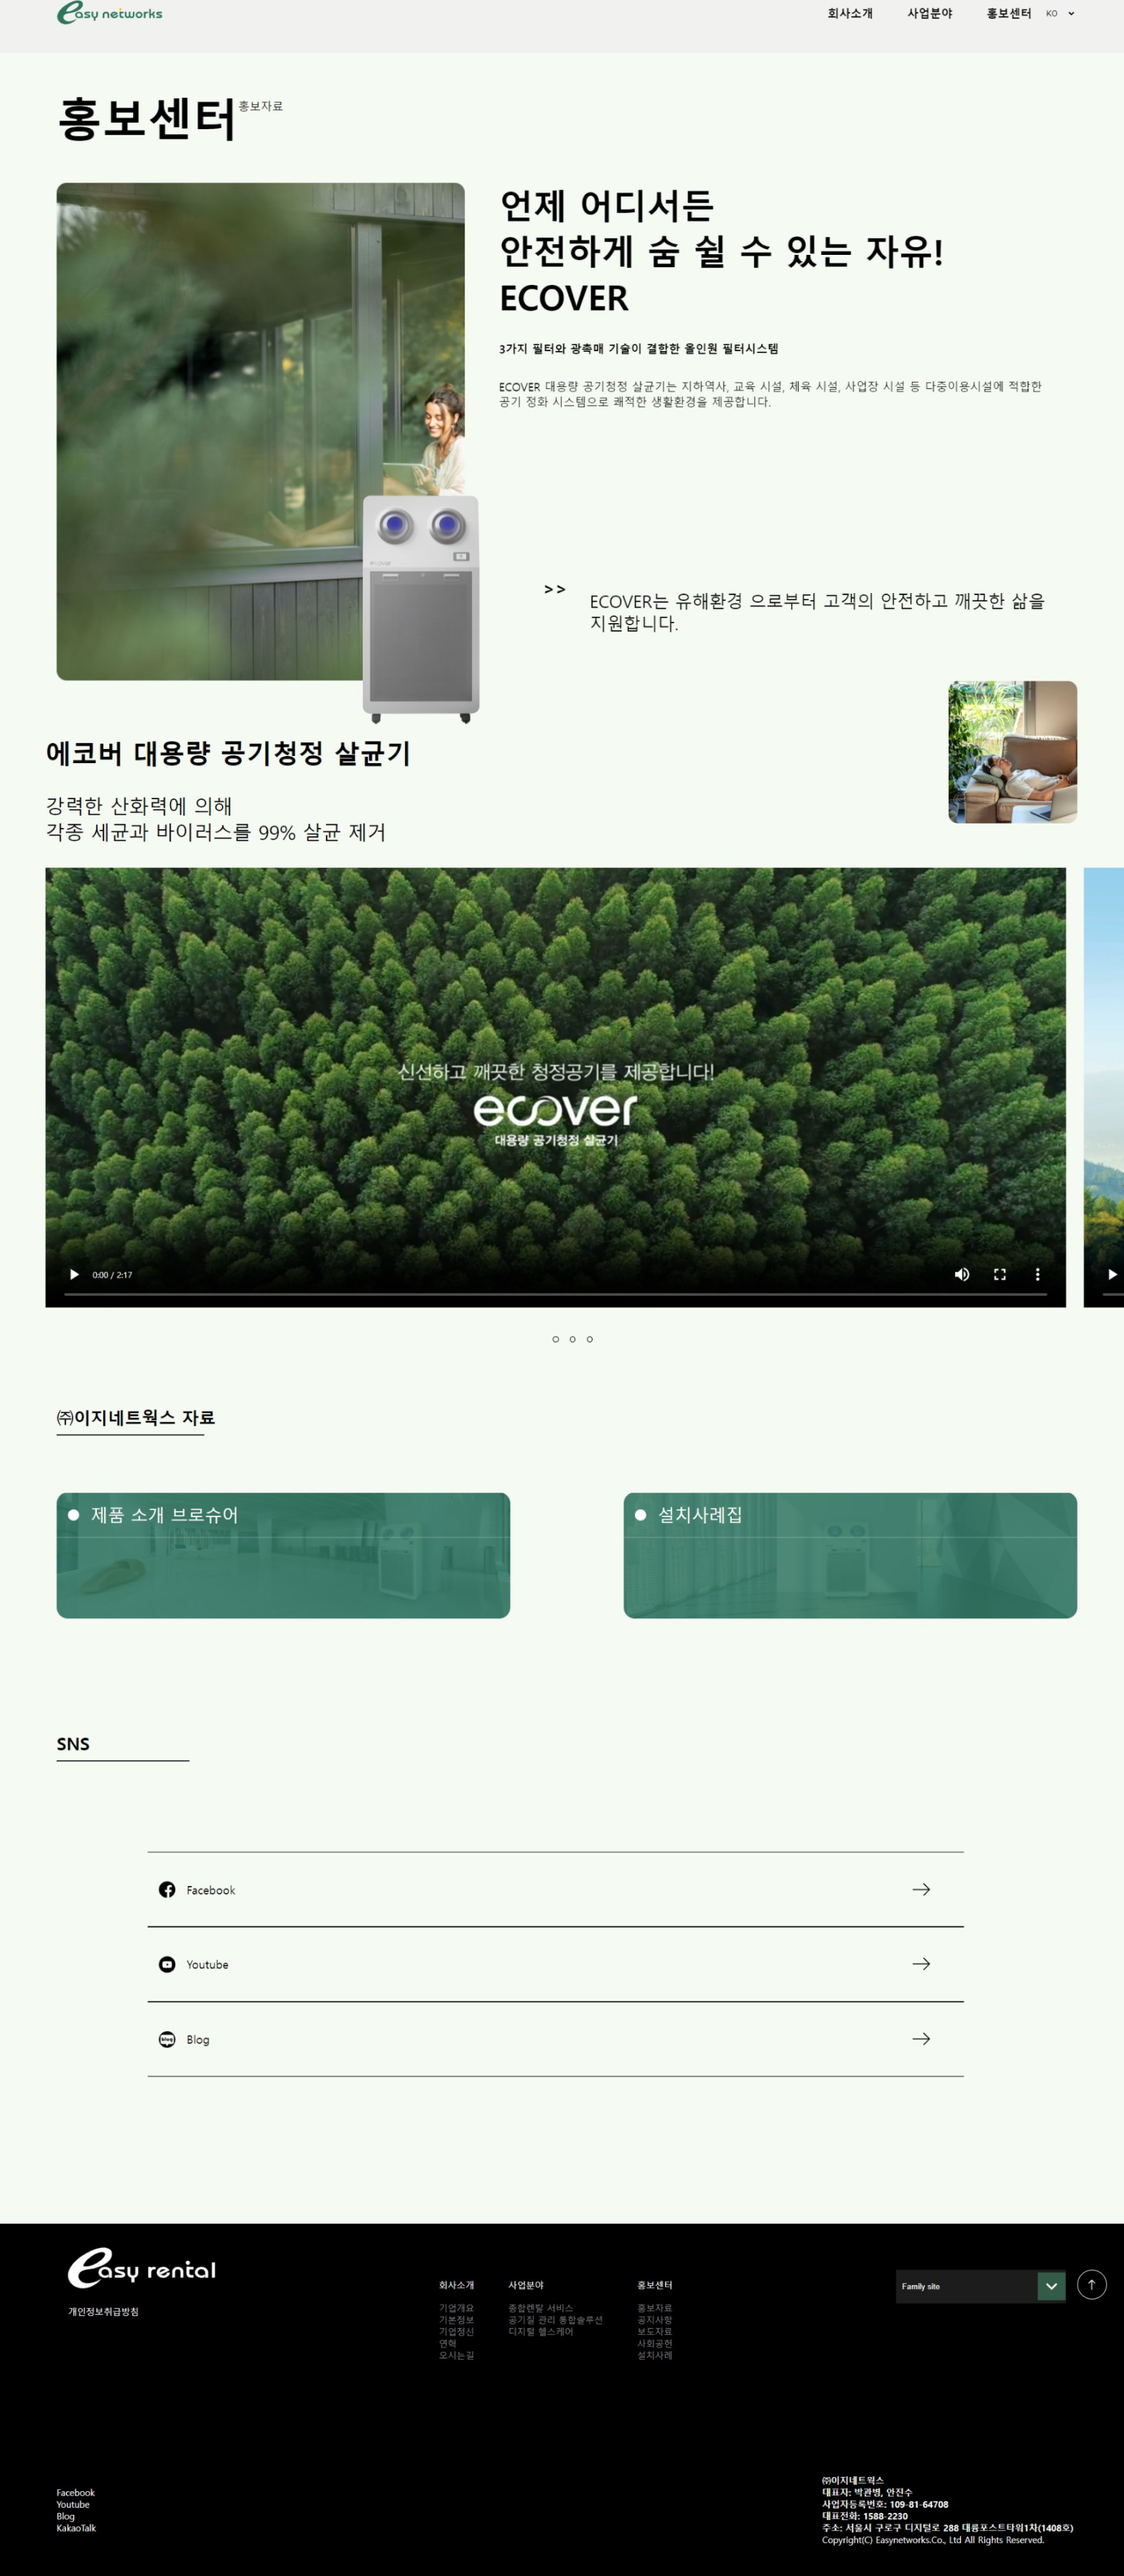 easy networks
회사소개 사업분야 홍보센터 KO
홍보센터 홍보자료
언제 어디서든
안전하게 숨 쉴 수 있는 자유!
ECOVER
3가지 필터와 광촉매 기술이 결합한 올인원 필터시스템
ECOVER 대용량 공기청정 살균기는 지하역사, 교육 시설, 체육 시설, 사업장 시설 등 다중이용시설에 적합한
공기 정화 시스템으로 쾌적한 생활환경을 제공합니다.
>>
ECOVER는 유해환경 으로부터 고객의 안전하고 깨끗한 삶을
지원합니다.
에코버 대용량 공기청정 살균기
강력한 산화력에 의해
각종 세균과 바이러스를 99% 살균 제거
신선하고 깨끗한 청정공기를 제공합니다!
ecover
대용량 공기청정 살균기
0:00 / 2:17
㈜이지네트웍스 자료
제품 소개 브로슈어
설치사례집
SNS
Facebook
Youtube
Blog
easy rental
개인정보취급방침
회사소개
기업개요
기본정보
기업정신
연혁
오시는길
사업분야
종합렌탈 서비스
공기질 관리 통합솔루션
디지털 헬스케어
홍보센터
홍보자료
공지사항
보도자료
사회공헌
설치사례
Family site
Facebook
Youtube
Blog
KakaoTalk
㈜이지네트웍스
대표자: 박관병, 안진수
사업자등록번호: 109-81-64708
대표전화: 1588-2230
주소: 서울시 구로구 디지털로 288 대륭포스트타워1차(1408호)
Copyright(C) Easynetworks.Co., Ltd All Rights Reserved.